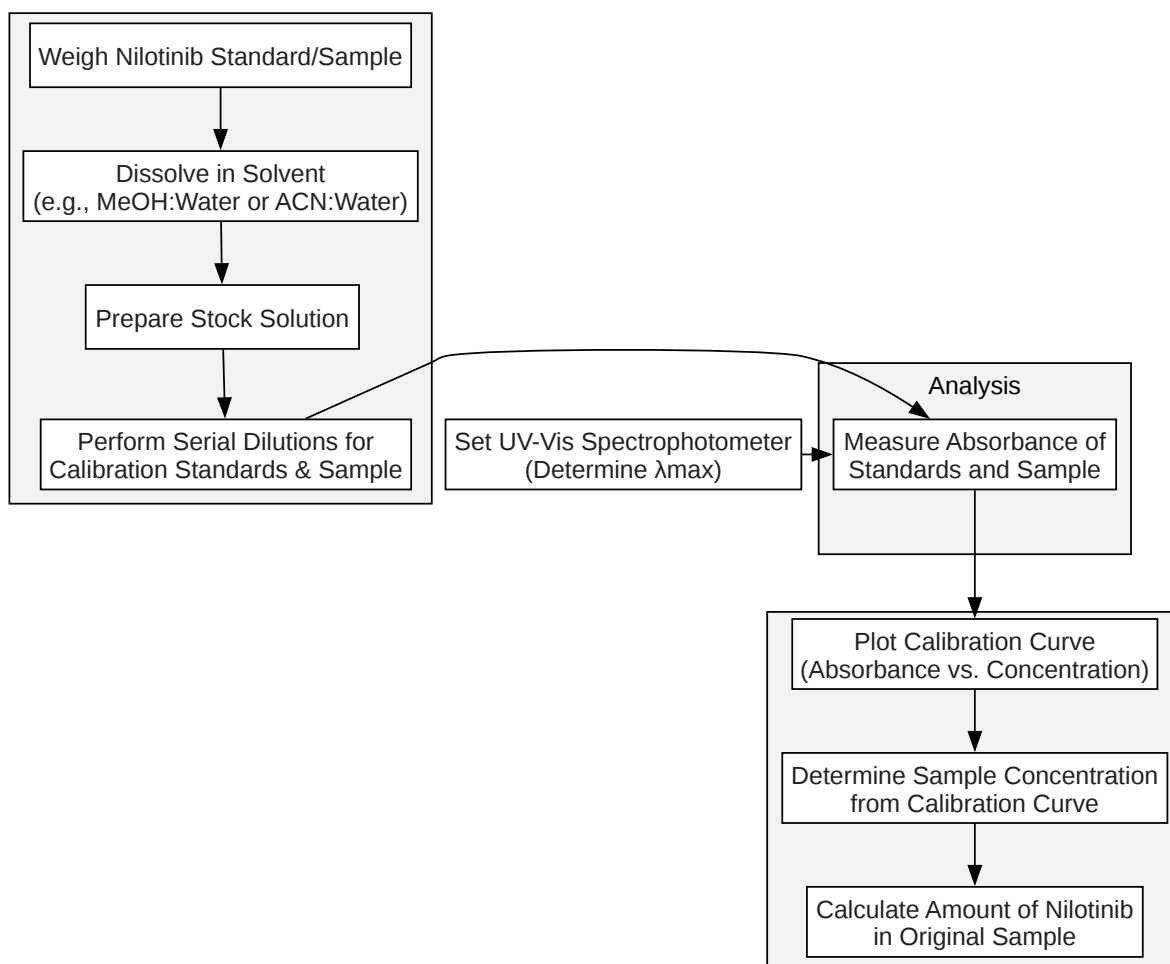 Weigh Nilotinib Standard/Sample
Dissolve in Solvent
(e.g., MeOH:Water or ACN:Water)
Prepare Stock Solution
Perform Serial Dilutions for
Calibration Standards & Sample
Set UV-Vis Spectrophotometer
(Determine λmax)
Analysis
Measure Absorbance of
Standards and Sample
Plot Calibration Curve
(Absorbance vs. Concentration)
Determine Sample Concentration
from Calibration Curve
Calculate Amount of Nilotinib
in Original Sample